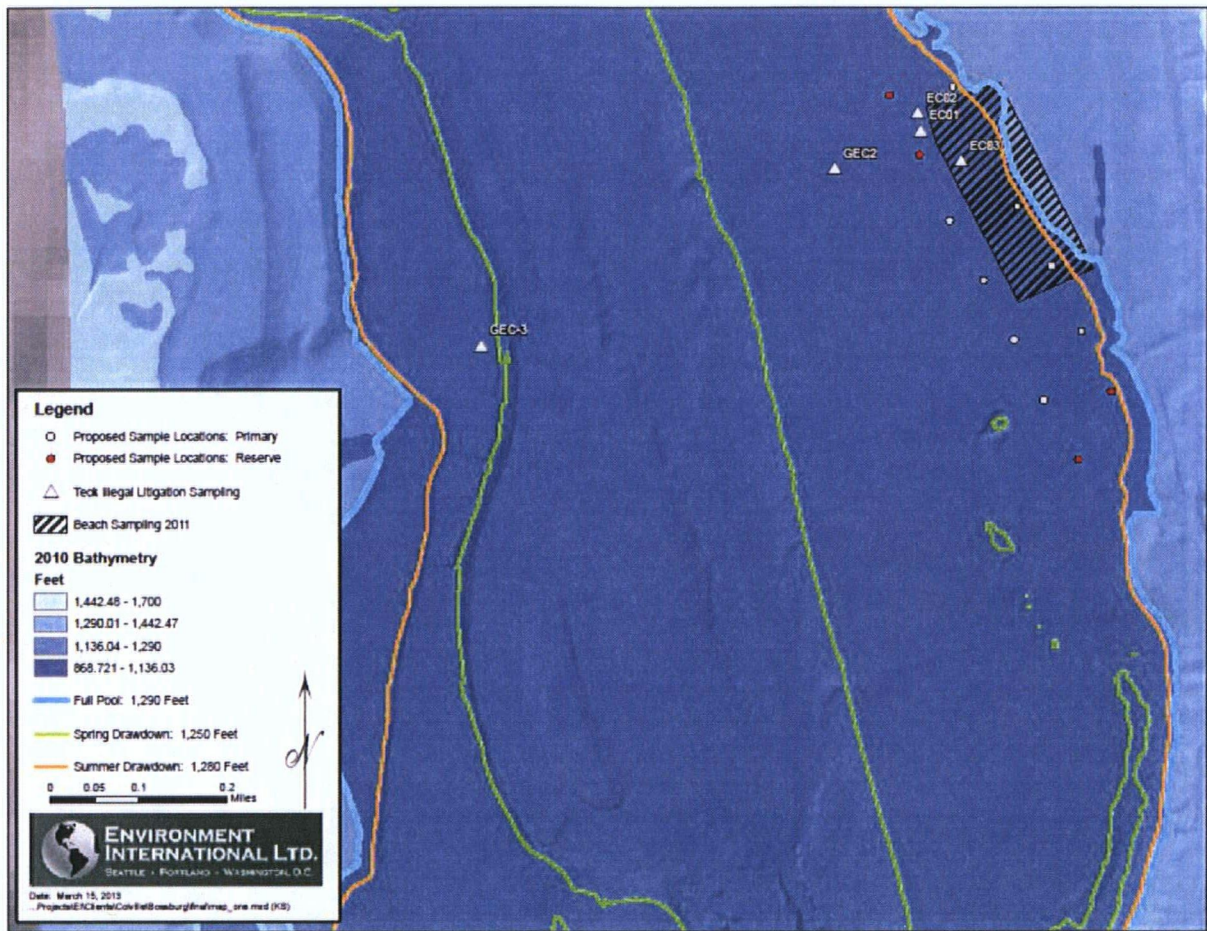 EC02
EC01
EC03
GEC2
GEC-3
Legend
Proposed Sample Locations: Primary
Proposed Sample Locations: Reserve
Teck Illegal Litigation Sampling
Beach Sampling 2011
2010 Bathymetry
Feet
1,442.48 - 1,700
1,290.01 - 1,442.47
1,136.04 - 1,290
868.721 - 1,136.03
Full Pool: 1,290 Feet
Spring Drawdown: 1,250 Feet
Summer Drawdown: 1,280 Feet
N
0 0.05 0.1 0.2
Miles
ENVIRONMENT
INTERNATIONAL LTD.
SEATTLE • PORTLAND • WASHINGTON, D.C.
Date: March 15, 2013